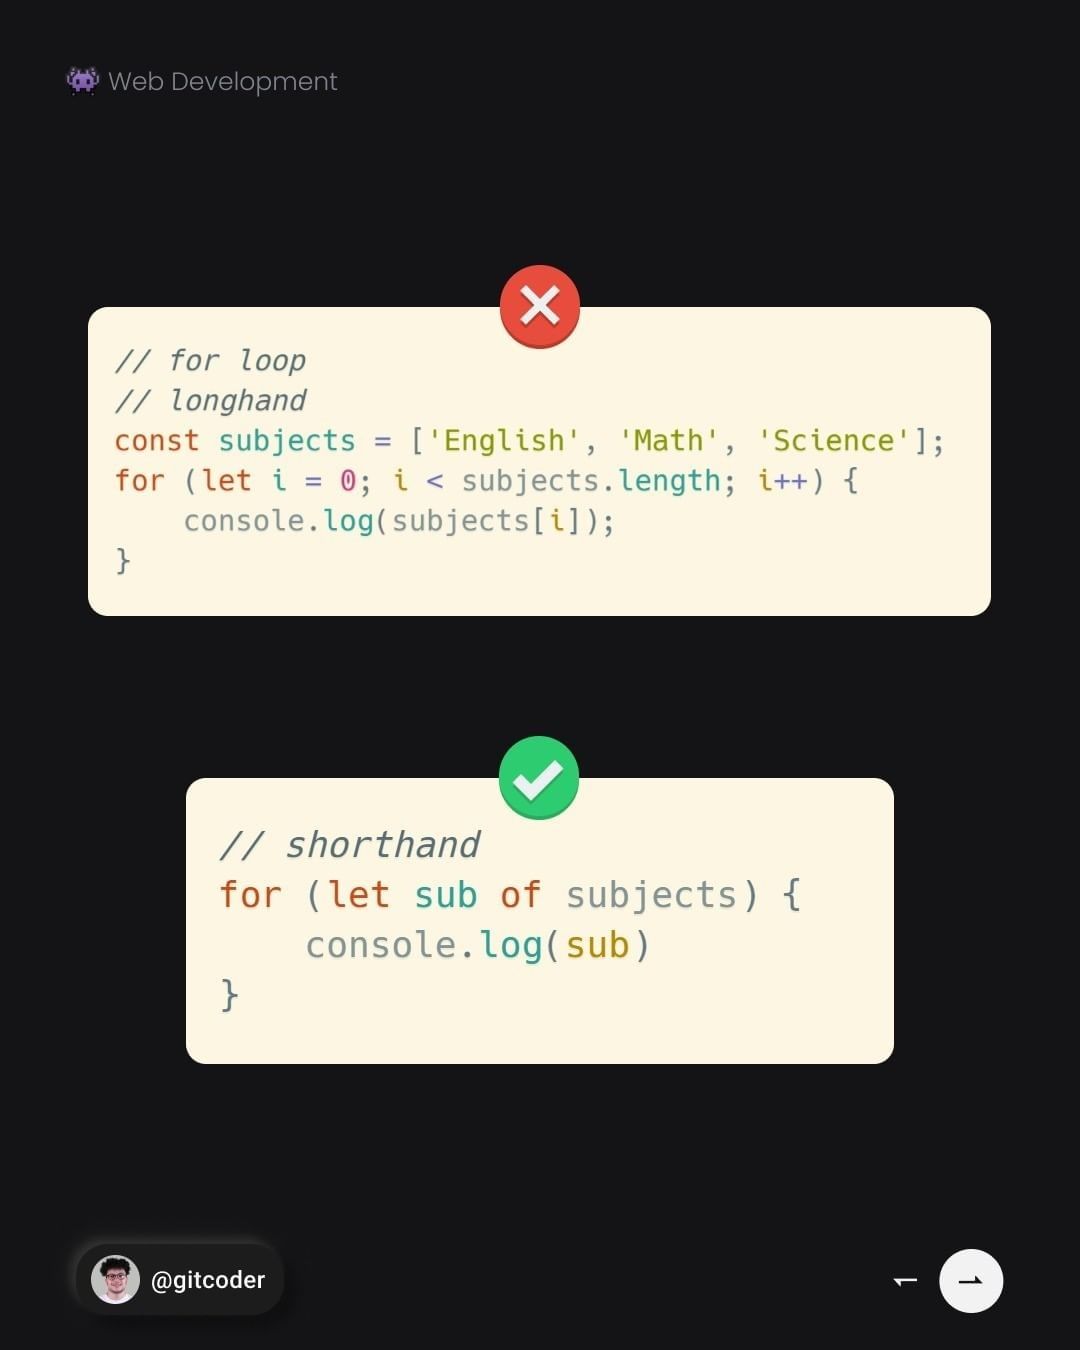 Web Development
// for loop
// longhand
const subjects = ['English', 'Math', 'Science'];
for (let i = 0; i < subjects.length; i++) {
    console.log(subjects[i]);
}
// shorthand
for (let sub of subjects) {
    console.log(sub)
}
@gitcoder